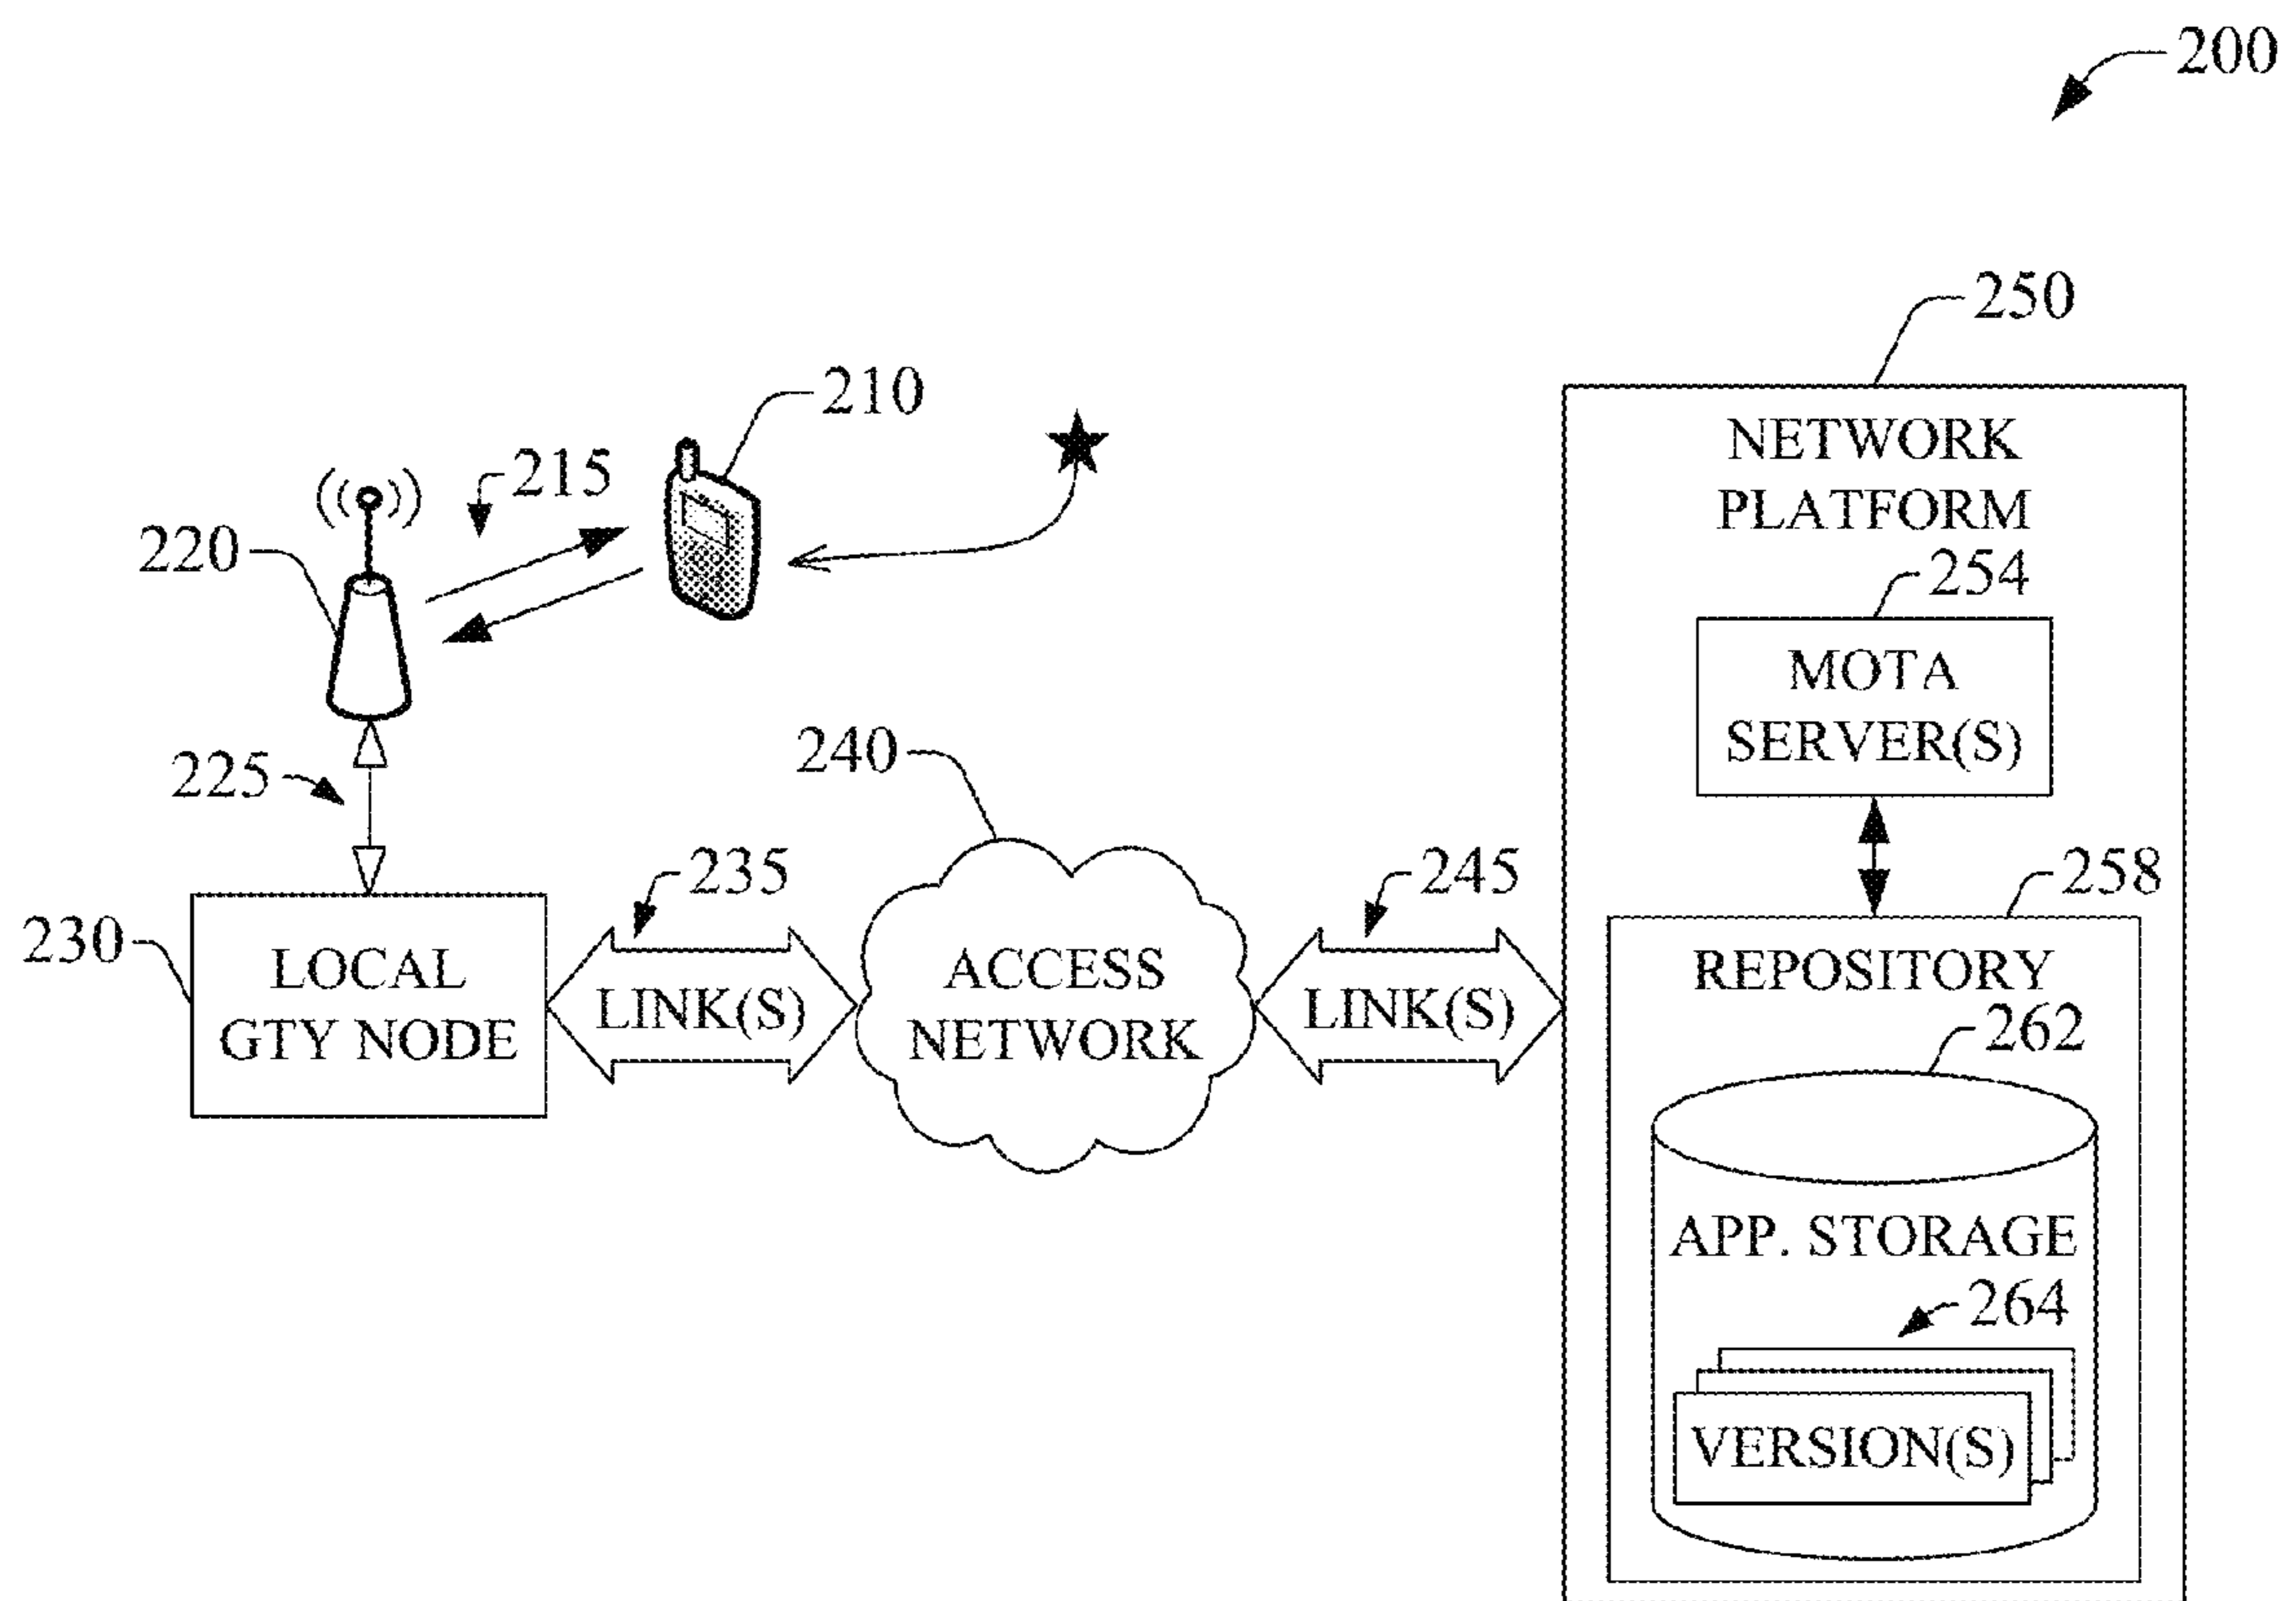 200
250
NETWORK
PLATFORM
210
215
220
254
MOTA
SERVER(S)
240
225
235
245
258
230
LOCAL
GTY NODE
LINK(S)
ACCESS
NETWORK
LINK(S)
REPOSITORY
262
APP. STORAGE
264
VERSION(S)